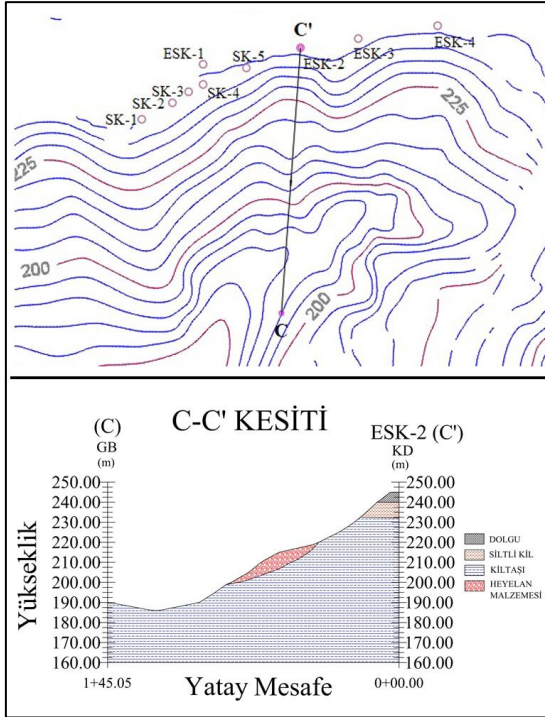 C'
ESK-4
ESK-1
SK-5
ESK-2
ESK-3
SK-3
SK-4
SK-2
SK-1
225
225
200
200
C
C-C' KESİTİ
(C)
GB
(m)
ESK-2 (C')
KD
(m)
Yükseklik
250.00
240.00
230.00
220.00
210.00
200.00
190.00
180.00
170.00
160.00
250.00
240.00
230.00
220.00
210.00
200.00
190.00
180.00
170.00
160.00
DOLGU
SİLTLİ KİL
KİLTAŞI
HEYELAN
MALZEMESİ
1+45.05
Yatay Mesafe
0+00.00